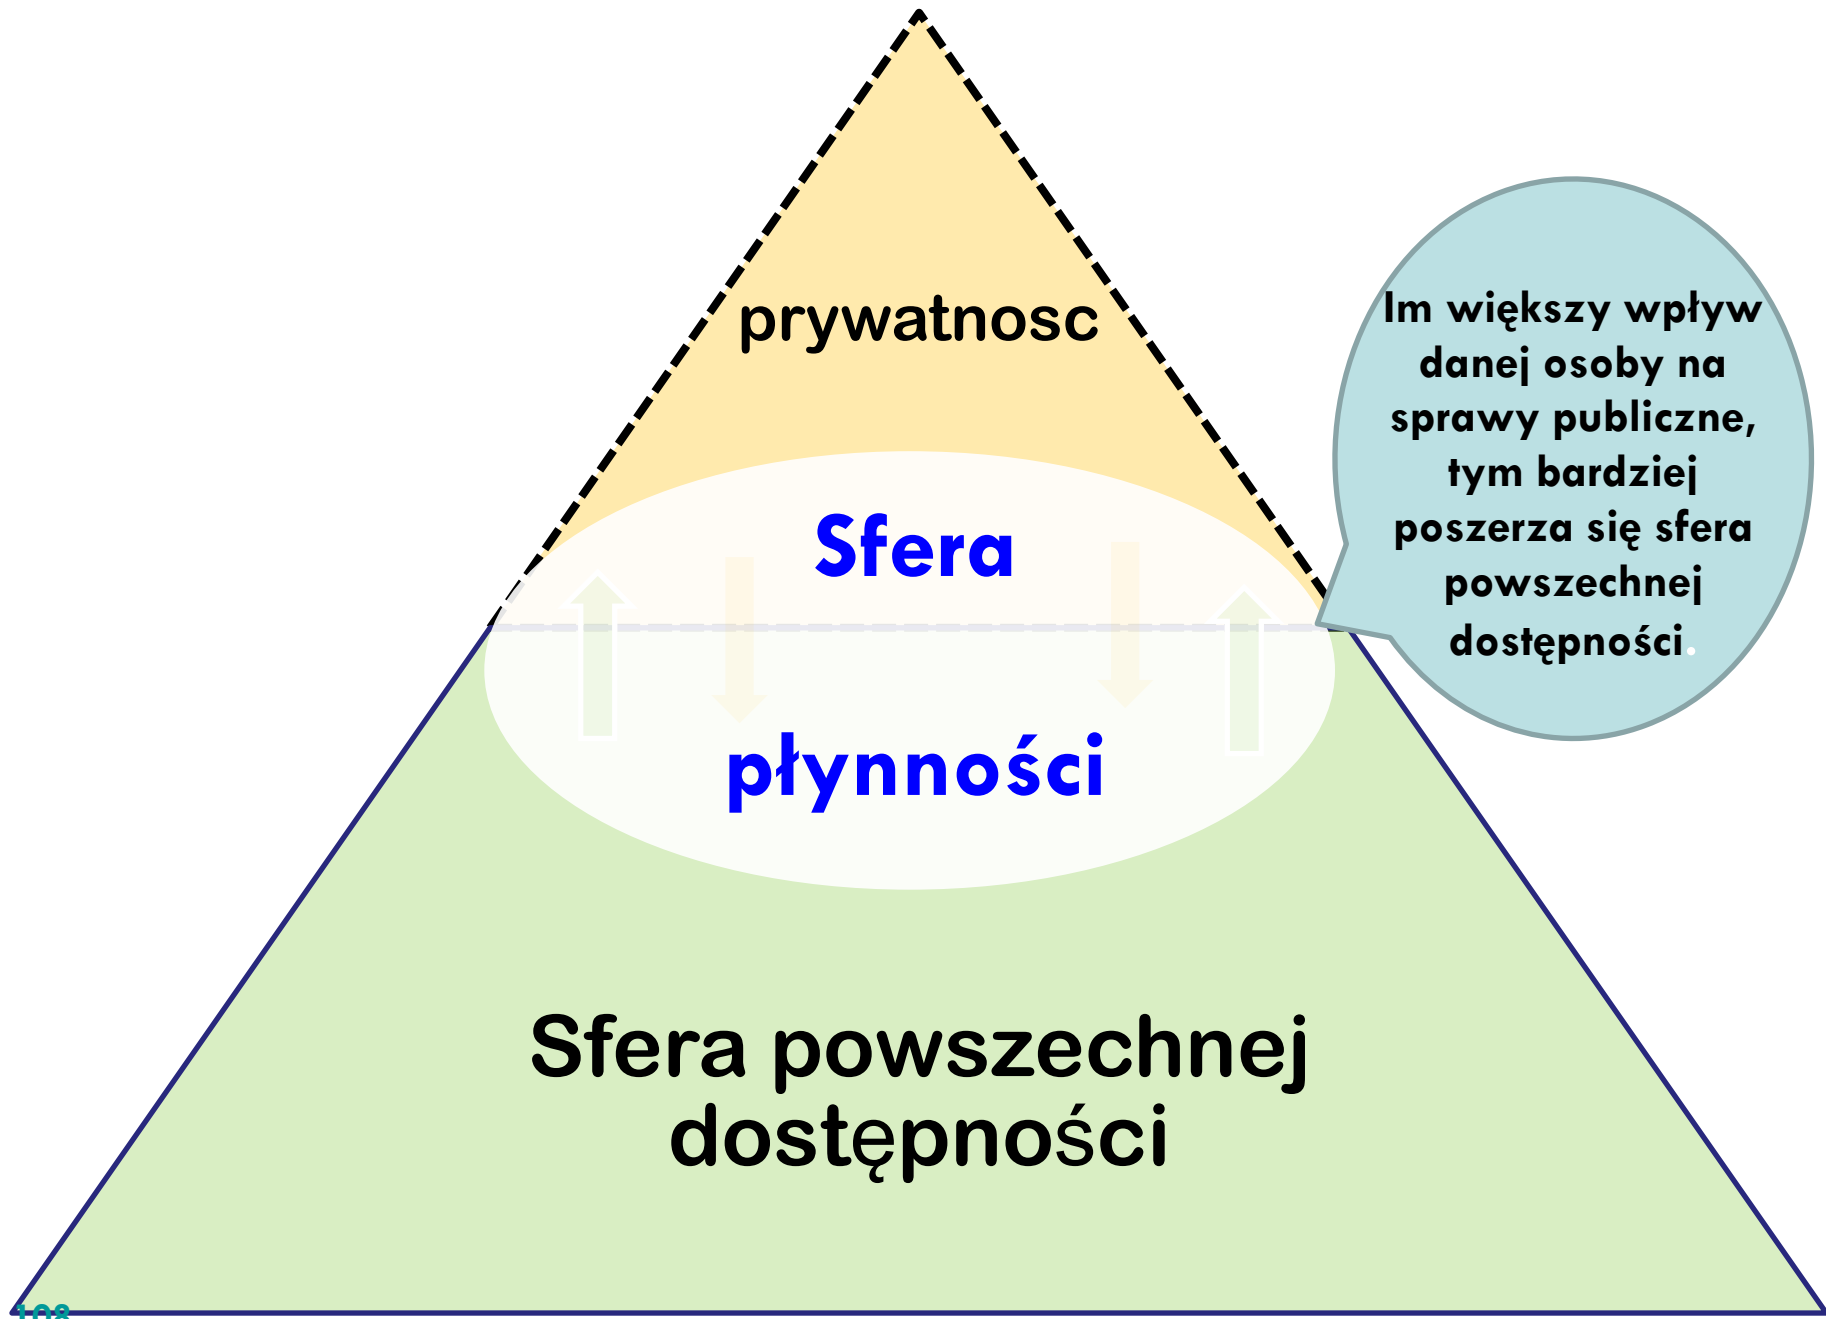 prywatnosc
Sfera
płynności
Im większy wpływ
danej osoby na
sprawy publiczne,
tym bardziej
poszerza się sfera
powszechnej
dostępności.
Sfera powszechnej
dostępności
108